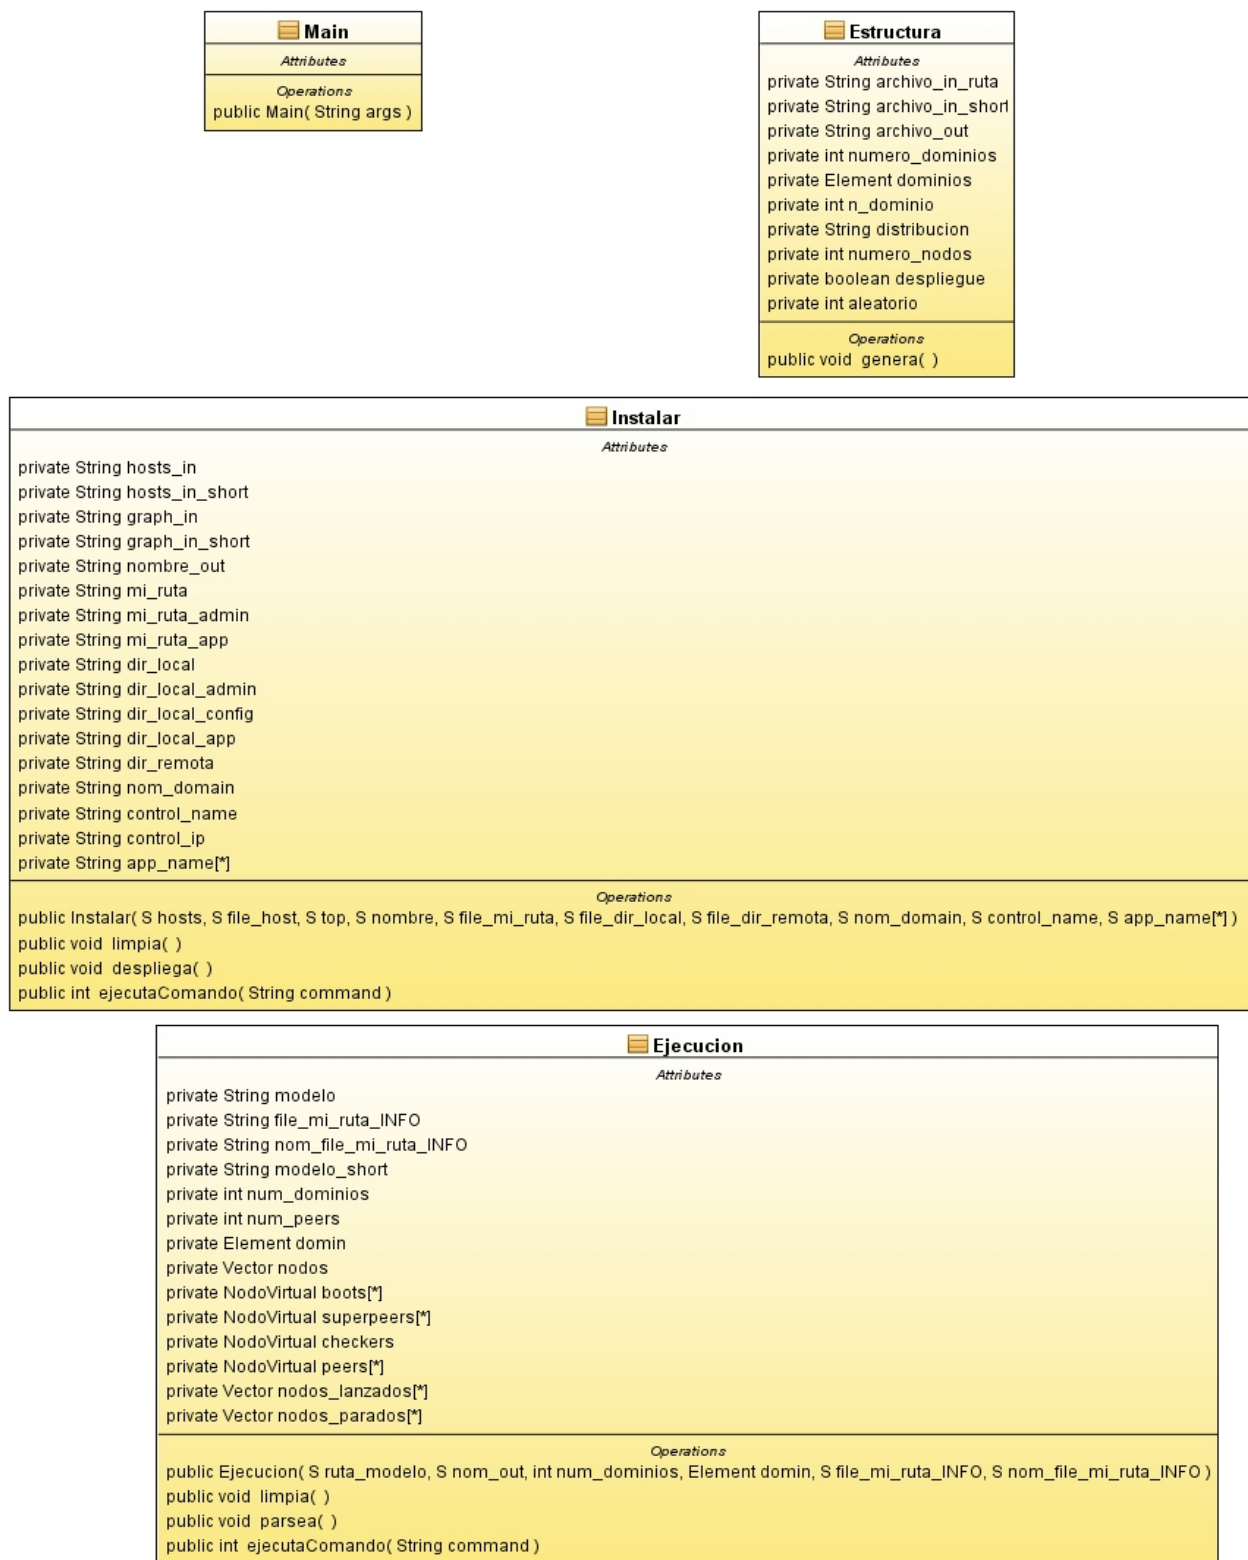 Main
Attributes
Operations
public Main( String args )
Estructura
Attributes
private String archivo_in_ruta
private String archivo_in_short
private String archivo_out
private int numero_dominios
private Element dominios
private int n_dominio
private String distribucion
private int numero_nodos
private boolean despliegue
private int aleatorio
Operations
public void genera( )
Instalar
Attributes
private String hosts_in
private String hosts_in_short
private String graph_in
private String graph_in_short
private String nombre_out
private String mi_ruta
private String mi_ruta_admin
private String mi_ruta_app
private String dir_local
private String dir_local_admin
private String dir_local_config
private String dir_local_app
private String dir_remota
private String nom_domain
private String control_name
private String control_ip
private String app_name[*]
Operations
public Instalar( S hosts, S file_host, S top, S nombre, S file_mi_ruta, S file_dir_local, S file_dir_remota, S nom_domain, S control_name, S app_name[*] )
public void limpia( )
public void despliega( )
public int ejecutaComando( String command )
Ejecucion
Attributes
private String modelo
private String file_mi_ruta_INFO
private String nom_file_mi_ruta_INFO
private String modelo_short
private int num_dominios
private int num_peers
private Element domin
private Vector nodos
private NodoVirtual boots[*]
private NodoVirtual superpeers[*]
private NodoVirtual checkers
private NodoVirtual peers[*]
private Vector nodos_lanzados[*]
private Vector nodos_parados[*]
Operations
public Ejecucion( S ruta_modelo, S nom_out, int num_dominios, Element domin, S file_mi_ruta_INFO, S nom_file_mi_ruta_INFO )
public void limpia( )
public void parsea( )
public int ejecutaComando( String command )